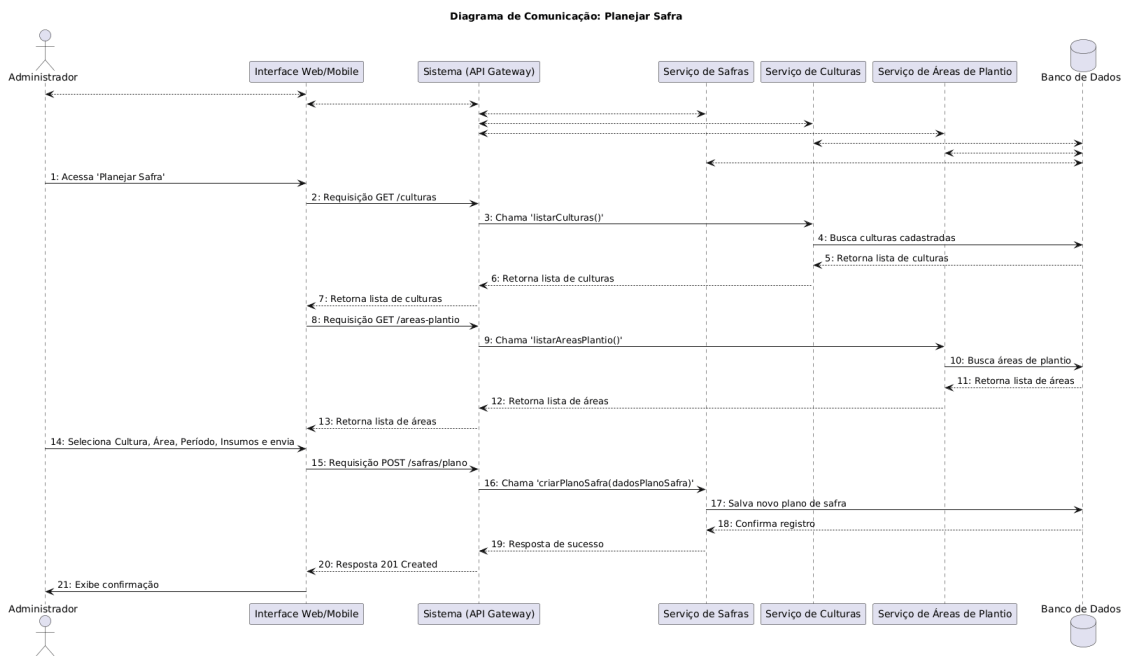 Diagrama de Comunicação: Planejar Safra
Administrador
Interface Web/Mobile
Sistema (API Gateway)
Serviço de Safras
Serviço de Culturas
Serviço de Áreas de Plantio
Banco de Dados
1: Acessa 'Planejar Safra'
2: Requisição GET /culturas
3: Chama 'listarCulturas()'
4: Busca culturas cadastradas
5: Retorna lista de culturas
6: Retorna lista de culturas
7: Retorna lista de culturas
8: Requisição GET /areas-plantio
9: Chama 'listarAreasPlantio()'
10: Busca áreas de plantio
11: Retorna lista de áreas
12: Retorna lista de áreas
13: Retorna lista de áreas
14: Seleciona Cultura, Área, Período, Insumos e envia
15: Requisição POST /safras/plano
16: Chama 'criarPlanoSafra(dadosPlanoSafra)'
17: Salva novo plano de safra
18: Confirma registro
19: Resposta de sucesso
20: Resposta 201 Created
21: Exibe confirmação
Administrador
Interface Web/Mobile
Sistema (API Gateway)
Serviço de Safras
Serviço de Culturas
Serviço de Áreas de Plantio
Banco de Dados